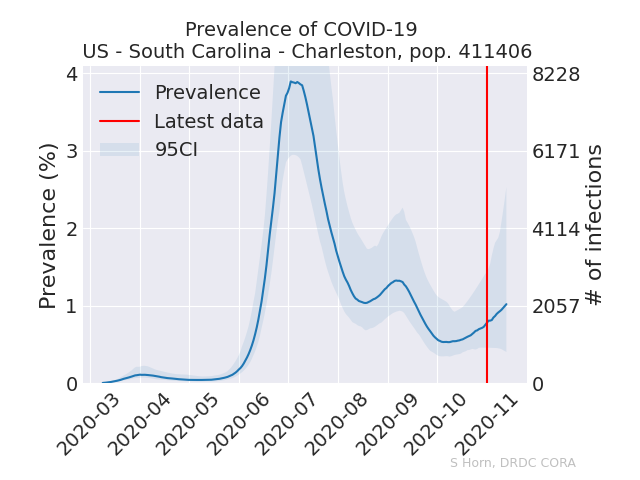 Prevalence of COVID-19
US - South Carolina - Charleston, pop. 411406
Prevalence
Latest data
95CI
Prevalence (%)
4
3
2
1
0
8228
6171
4114
2057
0
# of infections
2020-03
2020-04
2020-05
2020-06
2020-07
2020-08
2020-09
2020-10
2020-11
S Horn, DRDC CORA